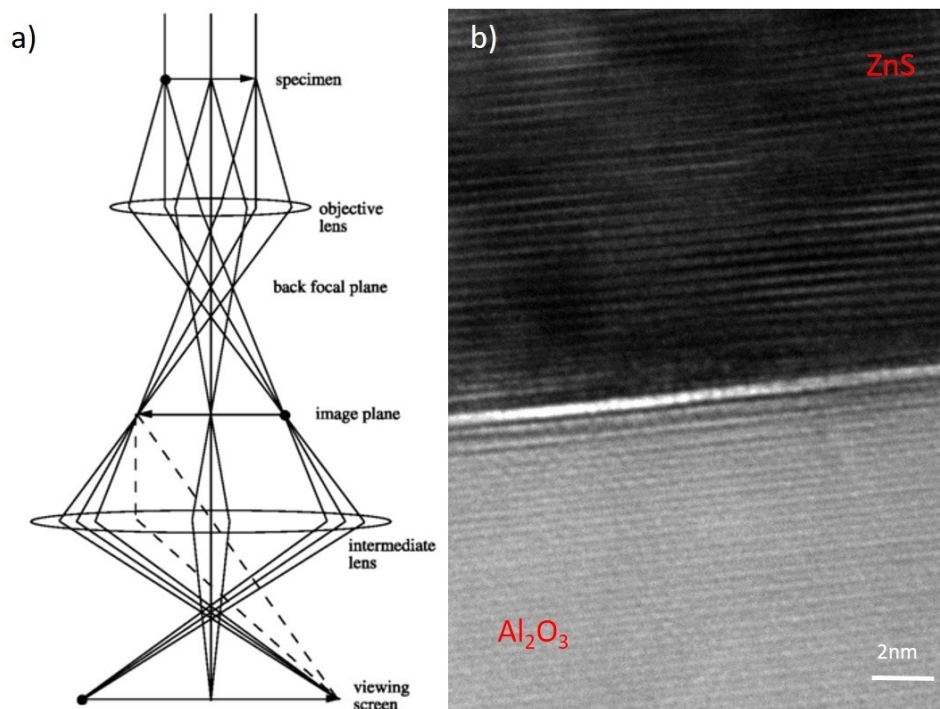 a)
specimen
objective
lens
back focal plane
image plane
intermediate
lens
viewing
screen
b)
ZnS
Al₂O₃
2nm